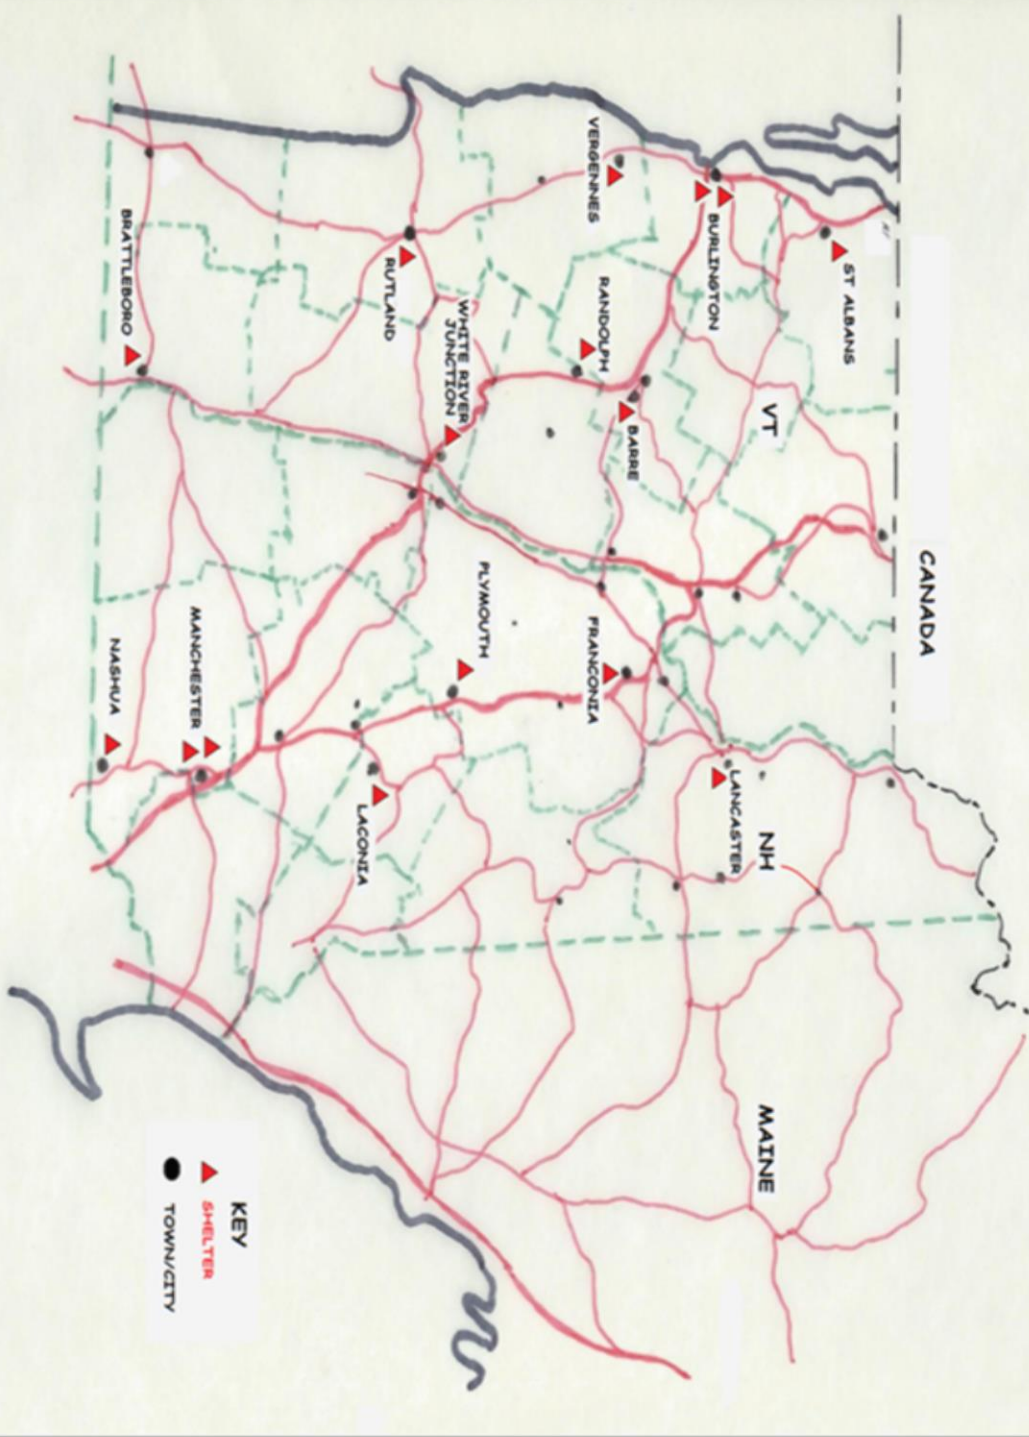 CANADA
ST ALBANS
BURLINGTON
VT
NH
MAINE
VERGENNES
RANDOLPH
BARRE
FRANCONIA
LANCASTER
RUTLAND
WHITE RIVER
JUNCTION
PLYMOUTH
LACONIA
BRATTLEBORO
MANCHESTER
NASHUA
KEY
SHELTER
TOWN/CITY